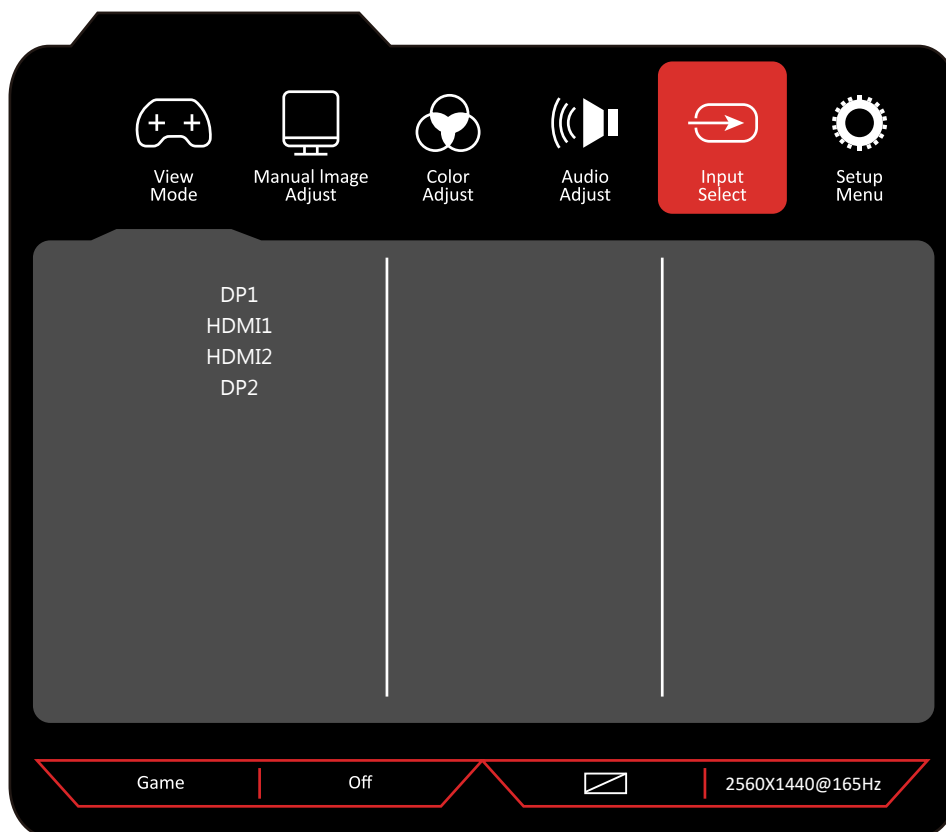 View
Mode
Manual Image
Adjust
Color
Adjust
Audio
Adjust
Input
Select
Setup
Menu
DP1
HDMI1
HDMI2
DP2
Game
Off
2560X1440@165Hz